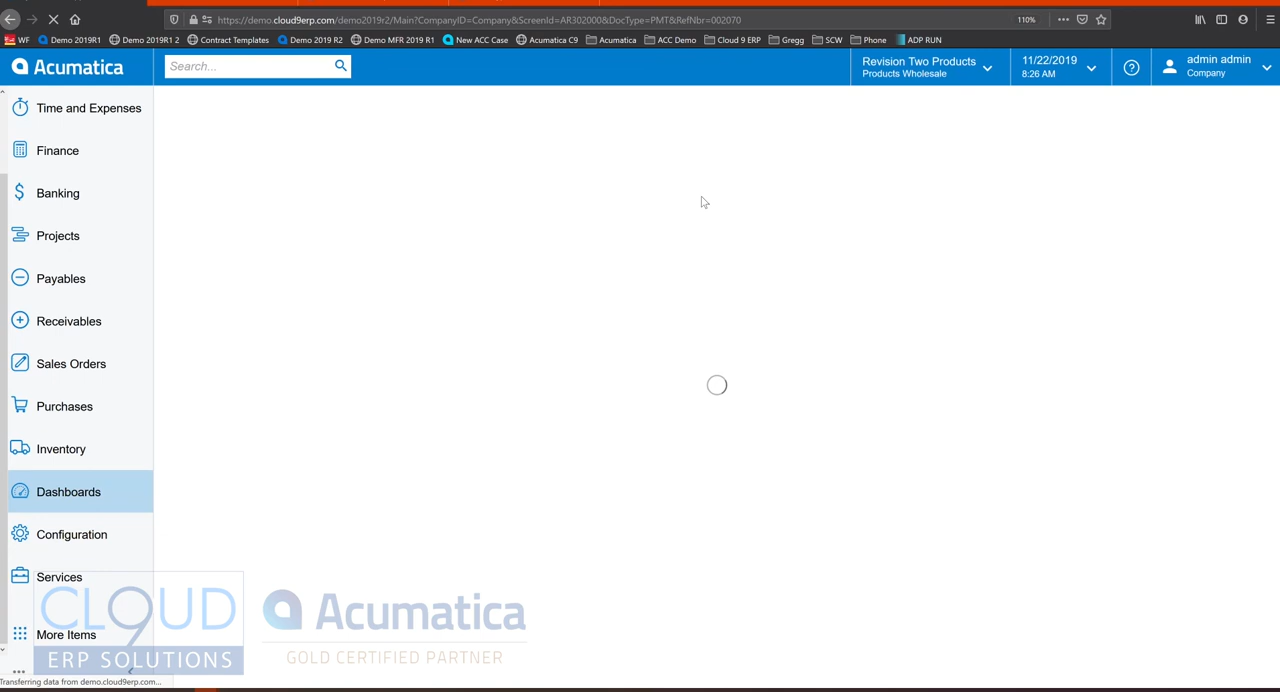 https://demo.cloud9erp.com/demo2019r2/Main?CompanyID=Company&ScreenId=AR302000&DocType=PMT&RefNbr=002070
110%
WF
Demo 2019R1
Demo 2019R1 2
Contract Templates
Demo 2019 R2
Demo MFR 2019 R1
New ACC Case
Acumatica C9
Acumatica
ACC Demo
Cloud 9 ERP
Gregg
SCW
Phone
ADP RUN
Acumatica
Search...
Revision Two Products
Products Wholesale
11/22/2019
8:26 AM
admin admin
Company
Time and Expenses
Finance
Banking
Projects
Payables
Receivables
Sales Orders
Purchases
Inventory
Dashboards
Configuration
Services
More Items
CLOUD 9
ERP SOLUTIONS
Acumatica
GOLD CERTIFIED PARTNER
Transferring data from demo.cloud9erp.com...